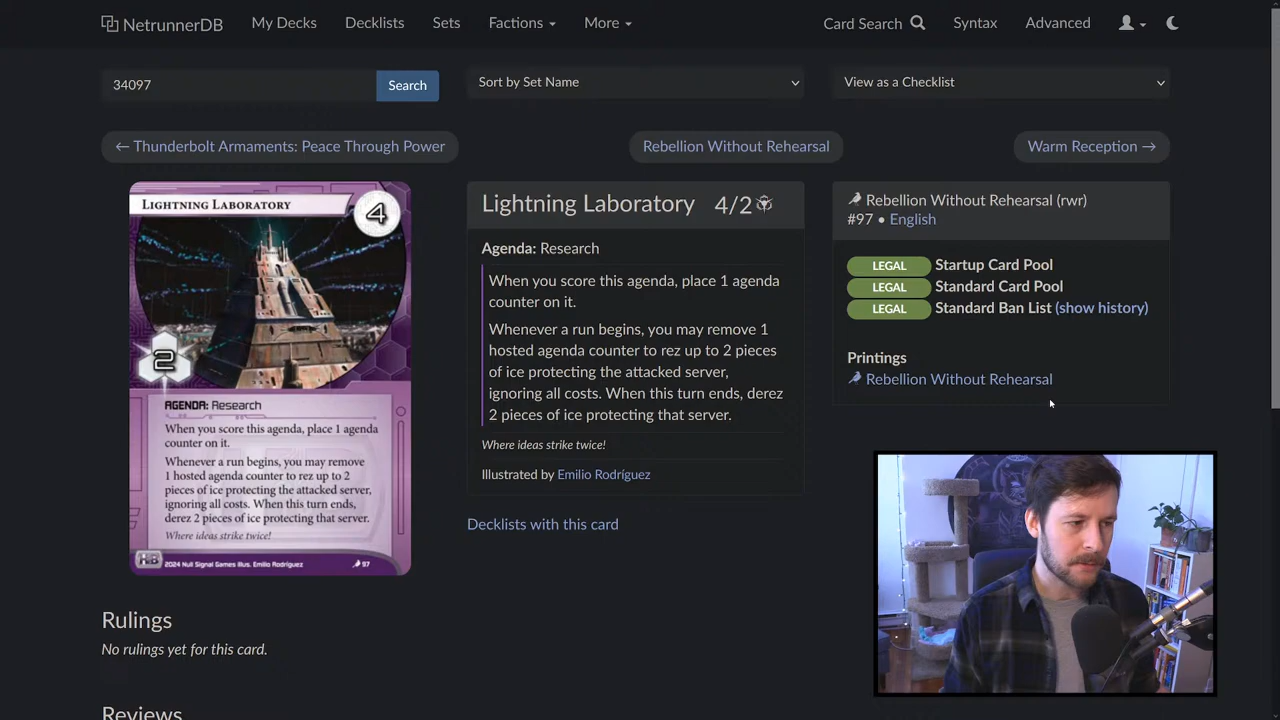 NetrunnerDB My Decks Decklists Sets Factions More Card Search Syntax Advanced
34097 Search Sort by Set Name View as a Checklist
← Thunderbolt Armaments: Peace Through Power Rebellion Without Rehearsal Warm Reception →
LIGHTNING LABORATORY
4
2
AGENDA: Research
When you score this agenda, place 1 agenda
counter on it.
Whenever a run begins, you may remove
1 hosted agenda counter to rez up to 2
pieces of ice protecting the attacked server,
ignoring all costs. When this turn ends,
derez 2 pieces of ice protecting that server.
Where ideas strike twice!
H-B 2024 Null Signal Games Illus. Emilio Rodríguez 97
Lightning Laboratory 4/2
Agenda: Research
When you score this agenda, place 1 agenda
counter on it.
Whenever a run begins, you may remove 1
hosted agenda counter to rez up to 2 pieces
of ice protecting the attacked server,
ignoring all costs. When this turn ends, derez
2 pieces of ice protecting that server.
Where ideas strike twice!
Illustrated by Emilio Rodríguez
Decklists with this card
Rebellion Without Rehearsal (rwr)
#97 • English
LEGAL Startup Card Pool
LEGAL Standard Card Pool
LEGAL Standard Ban List (show history)
Printings
Rebellion Without Rehearsal
Rulings
No rulings yet for this card.
Reviews